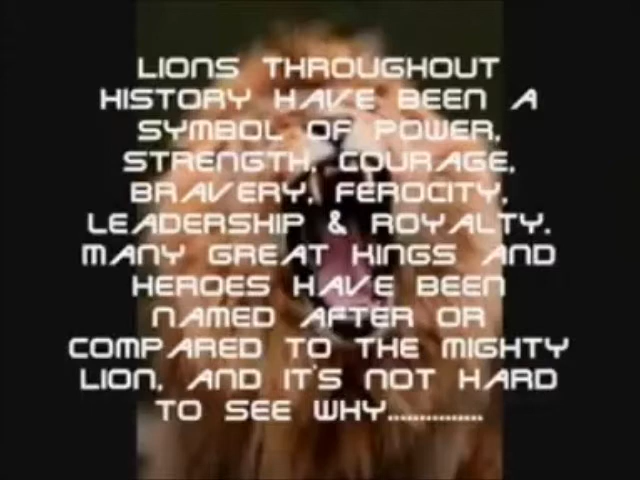 LIONS THROUGHOUT
HISTORY HAVE BEEN A
SYMBOL OF POWER,
STRENGTH, COURAGE,
BRAVERY, FEROCITY,
LEADERSHIP & ROYALTY.
MANY GREAT KINGS AND
HEROES HAVE BEEN
NAMED AFTER OR
COMPARED TO THE MIGHTY
LION, AND IT'S NOT HARD
TO SEE WHY...............